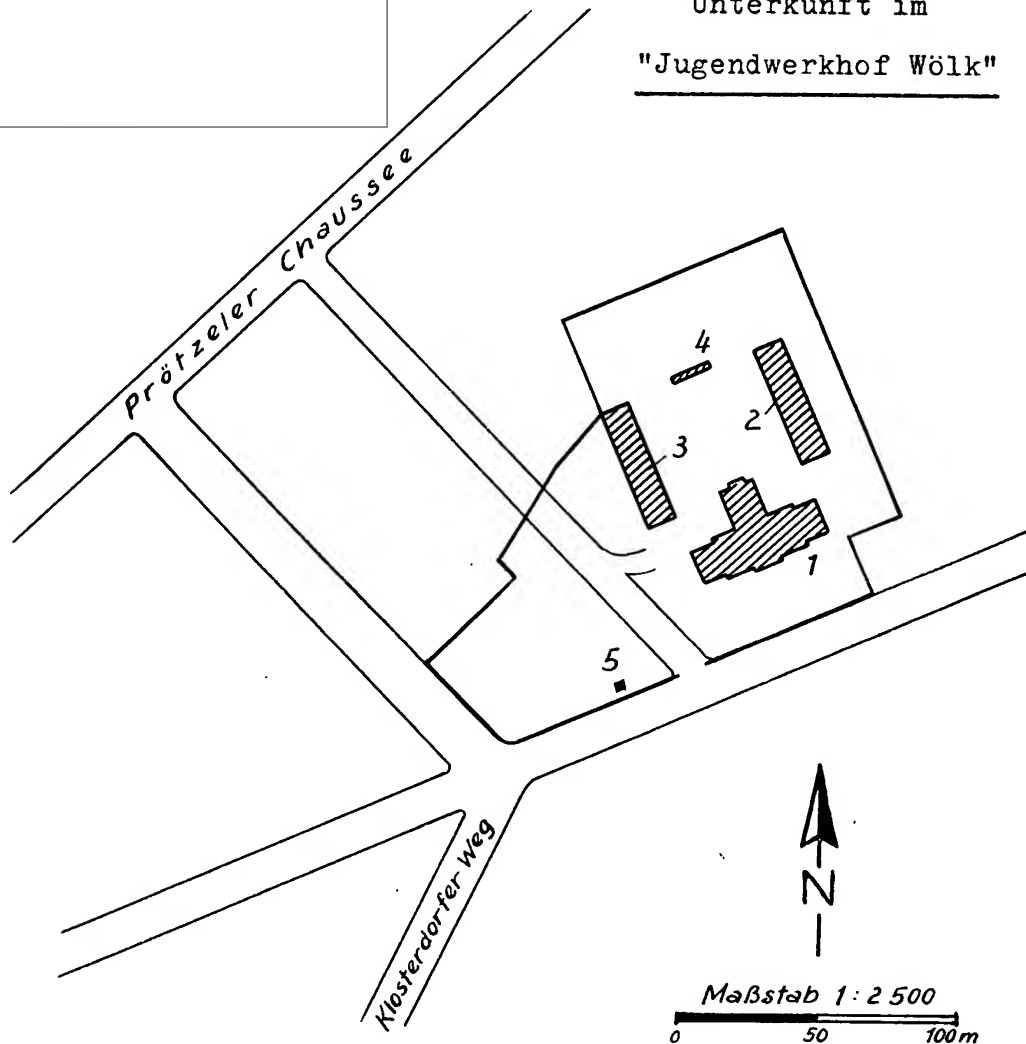 Unterkunft im
"Jugendwerkhof Wölk"
Prötzeler Chaussee
4
2
3
1
5
Klosterdorfer Weg
N
Maßstab 1:2 500
0 50 100m